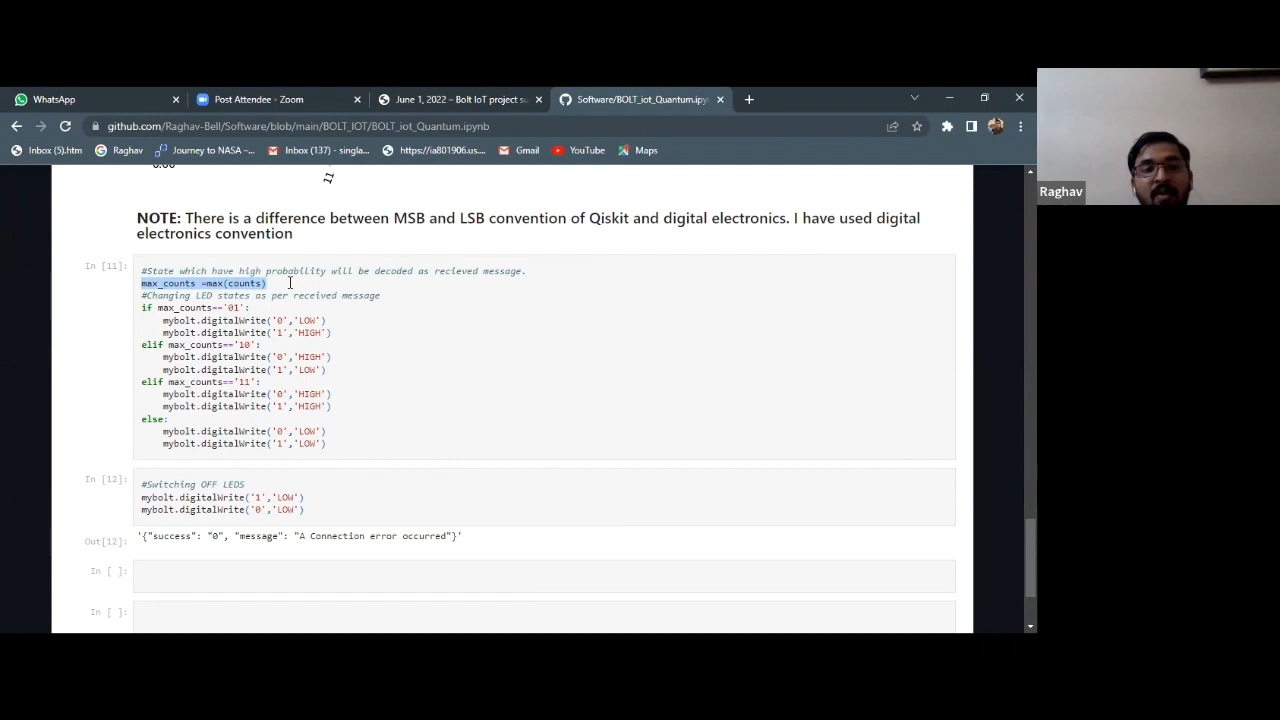 WhatsApp
Post Attendee - Zoom
June 1, 2022 – Bolt IoT project su
Software/BOLT_iot_Quantum.ipy
github.com/Raghav-Bell/Software/blob/main/BOLT_IOT/BOLT_iot_Quantum.ipynb
Inbox (5).htm
Raghav
Journey to NASA –...
Inbox (137) - singla...
https://ia801906.us....
Gmail
YouTube
Maps
Raghav
0.00
11
NOTE: There is a difference between MSB and LSB convention of Qiskit and digital electronics. I have used digital
electronics convention
In [11]:
#State which have high probability will be decoded as recieved message.
max_counts =max(counts)
#Changing LED states as per received message
if max_counts=='01':
mybolt.digitalWrite('0','LOW')
mybolt.digitalWrite('1','HIGH')
elif max_counts=='10':
mybolt.digitalWrite('0','HIGH')
mybolt.digitalWrite('1','LOW')
elif max_counts=='11':
mybolt.digitalWrite('0','HIGH')
mybolt.digitalWrite('1','HIGH')
else:
mybolt.digitalWrite('0','LOW')
mybolt.digitalWrite('1','LOW')
In [12]:
#Switching OFF LEDS
mybolt.digitalWrite('1','LOW')
mybolt.digitalWrite('0','LOW')
Out[12]:
'{"success": "0", "message": "A Connection error occurred"}'
In [ ]:
In [ ]: